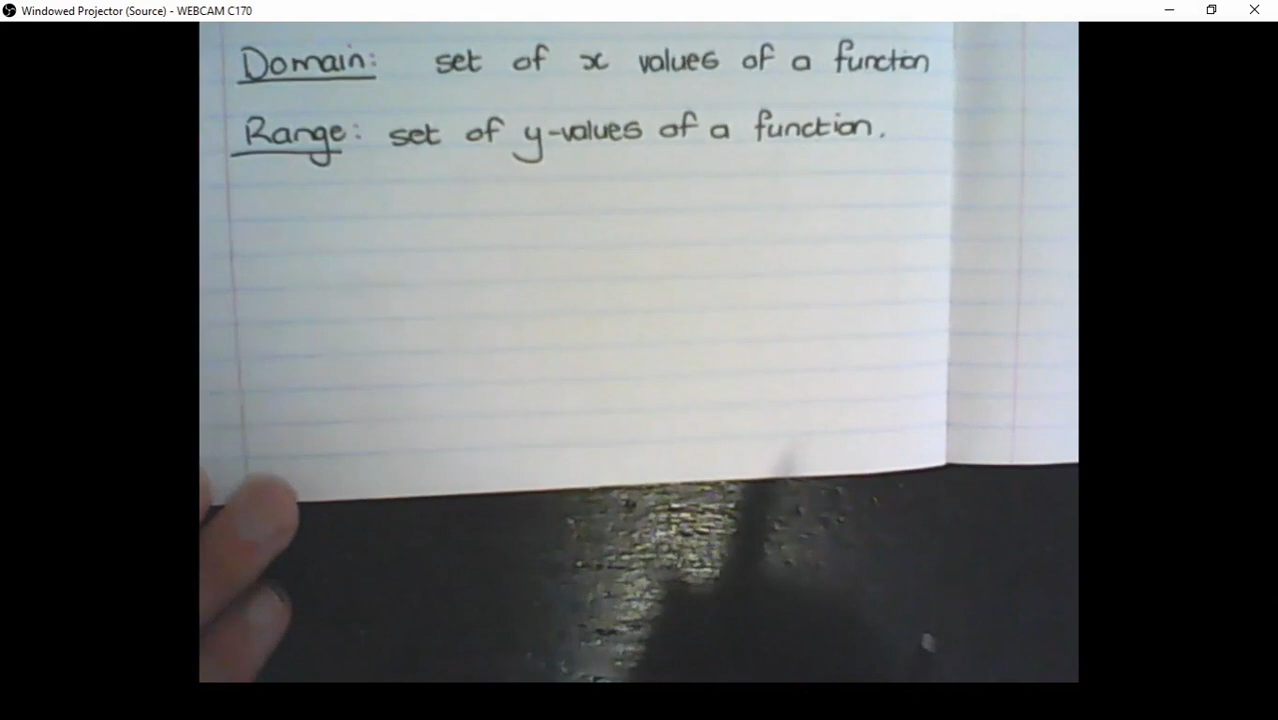 Windowed Projector (Source) - WEBCAM C170
Domain: set of x values of a function
Range: set of y-values of a function.